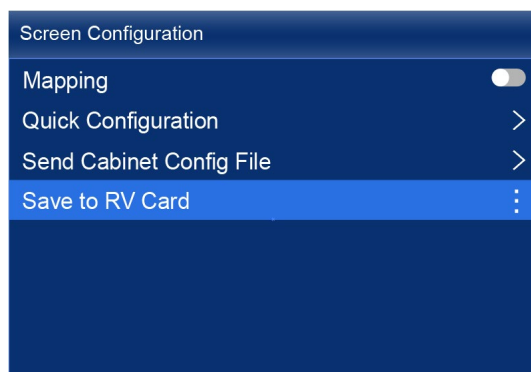 Screen Configuration
Mapping
Quick Configuration
Send Cabinet Config File
Save to RV Card